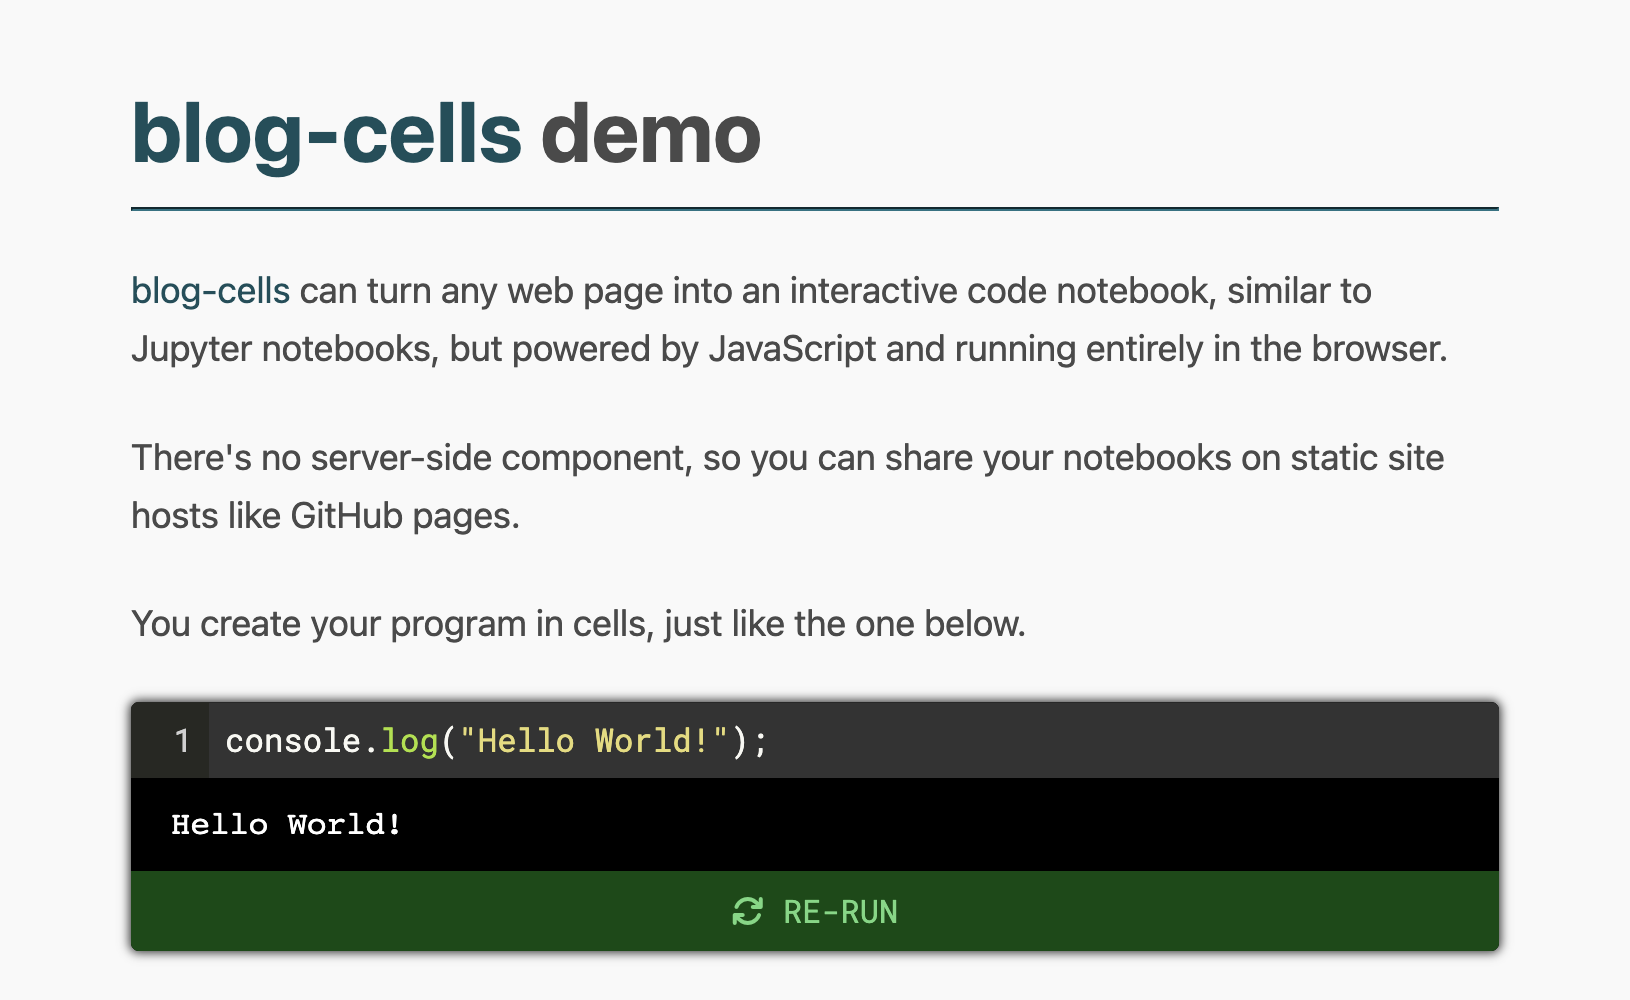 blog-cells demo
blog-cells can turn any web page into an interactive code notebook, similar to
Jupyter notebooks, but powered by JavaScript and running entirely in the browser.
There's no server-side component, so you can share your notebooks on static site
hosts like GitHub pages.
You create your program in cells, just like the one below.
1 console.log("Hello World!");
Hello World!
RE-RUN